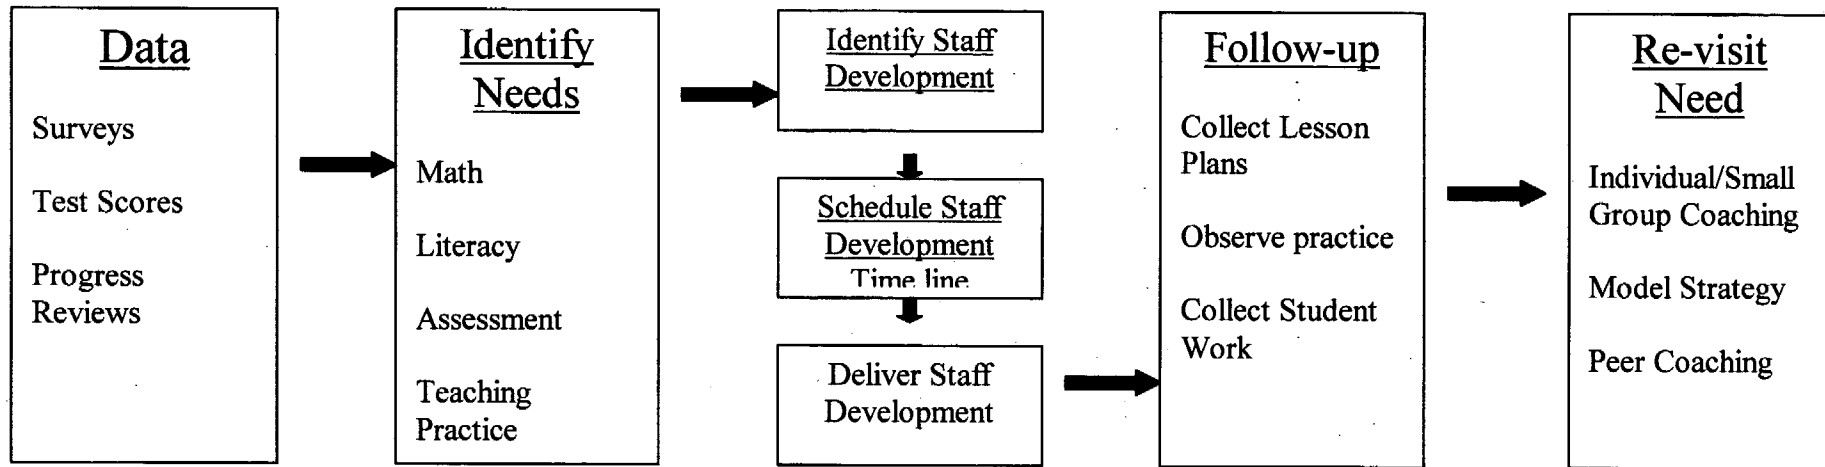 Data
Surveys
Test Scores
Progress
Reviews
Identify
Needs
Math
Literacy
Assessment
Teaching
Practice
Identify Staff
Development
Schedule Staff
Development
Time line
Deliver Staff
Development
Follow-up
Collect Lesson
Plans
Observe practice
Collect Student
Work
Re-visit
Need
Individual/Small
Group Coaching
Model Strategy
Peer Coaching